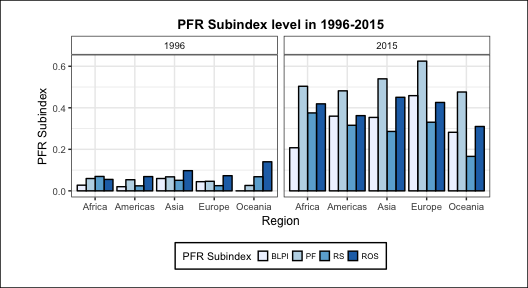 PFR Subindex level in 1996-2015
1996 2015
PFR Subindex
0.6
0.4
0.2
0.0
Africa Americas Asia Europe Oceania Africa Americas Asia Europe Oceania
Region
PFR Subindex BLPI PF RS ROS